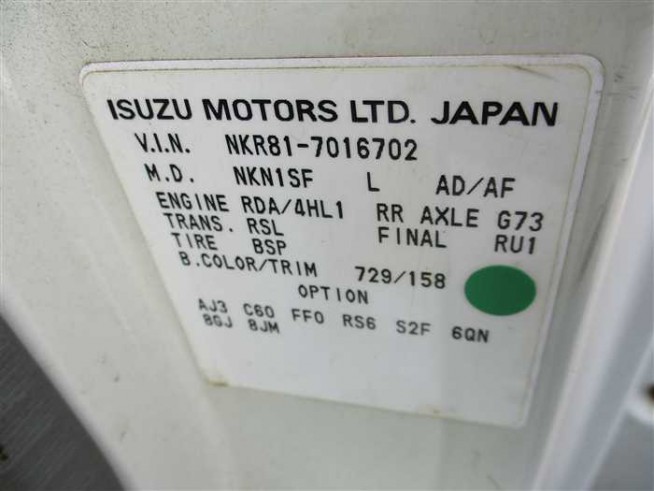 ISUZU MOTORS LTD. JAPAN
V.I.N. NKR81-7016702
M.D. NKN1SF L AD/AF
ENGINE RDA/4HL1 RR AXLE G73
TRANS. RSL FINAL RU1
TIRE BSP
B.COLOR/TRIM 729/158
OPTION
AJ3 C60 FF0 RS6 S2F 6QN
8GJ 8JM